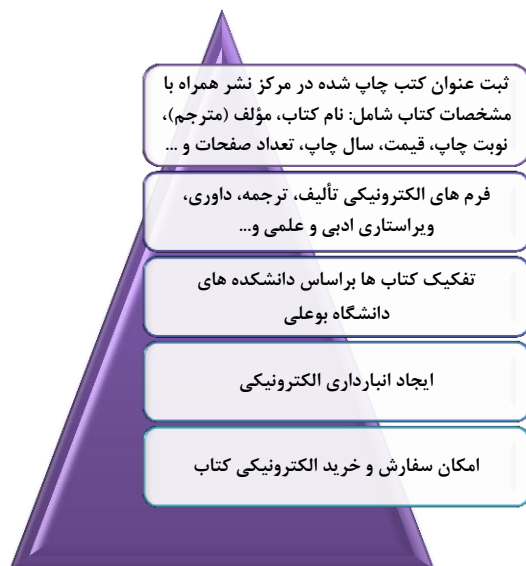 ثبت عنوان کتب چاپ شده در مرکز نشر همراه با
مشخصات کتاب شامل: نام کتاب، مؤلف (مترجم)،
نوبت چاپ، قیمت، سال چاپ، تعداد صفحات و ...
فرم های الکترونیکی تألیف، ترجمه، داوری،
ویراستاری ادبی و علمی و...
تفکیک کتاب ها براساس دانشکده های
دانشگاه بوعلی
ایجاد انبارداری الکترونیکی
امکان سفارش و خرید الکترونیکی کتاب